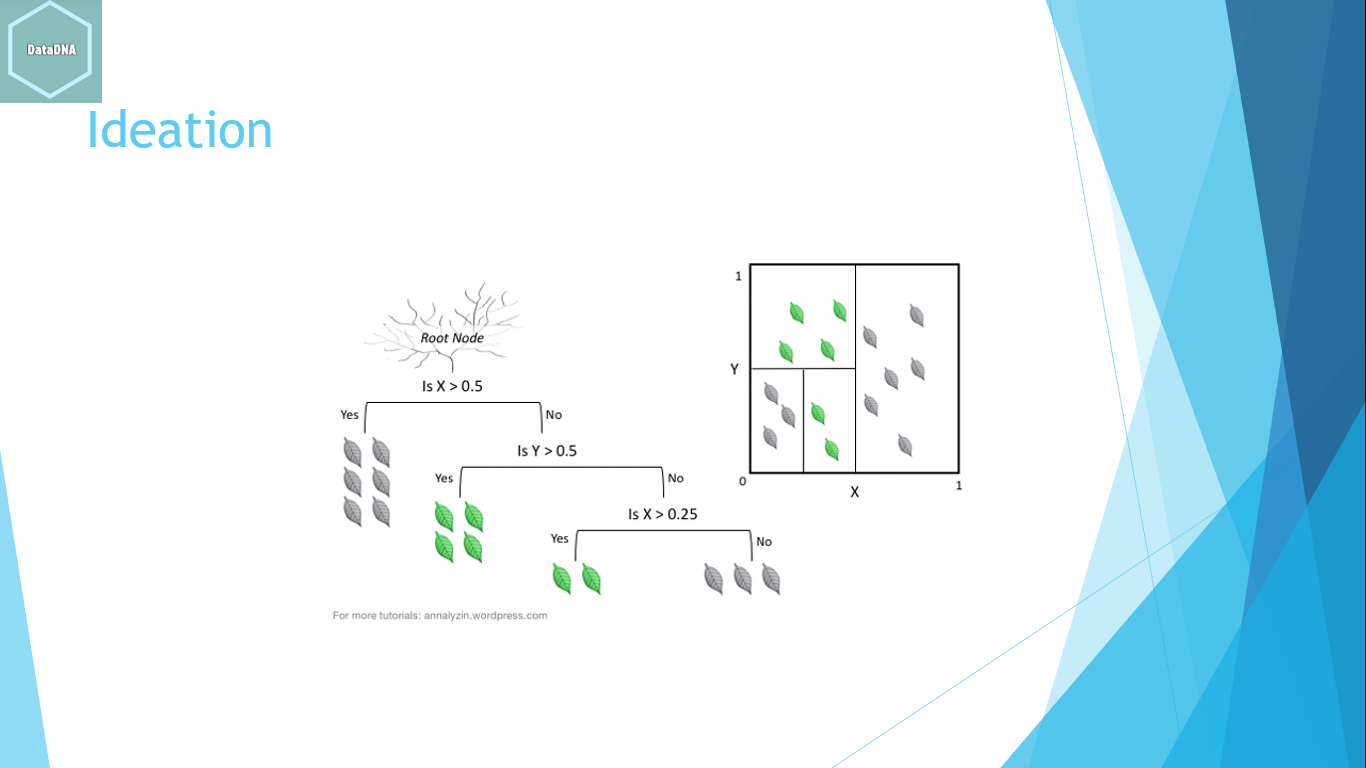 DataDNA
Ideation
Root Node
Is X > 0.5
Yes
No
Is Y > 0.5
Yes
No
Is X > 0.25
Yes
No
1
Y
0
X
1
For more tutorials: annalyzin.wordpress.com